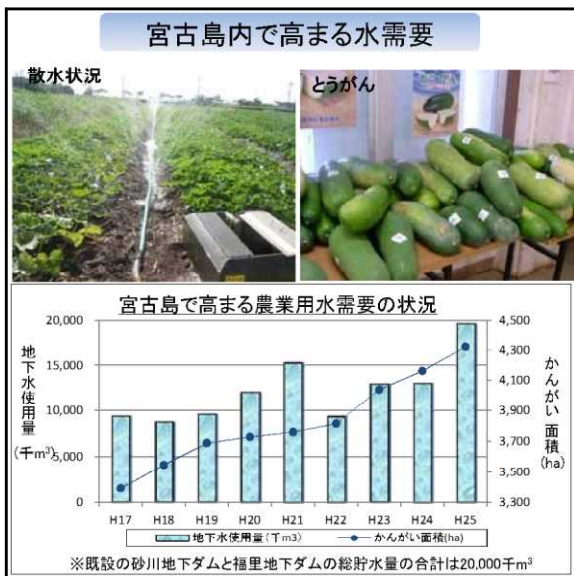 宮古島内で高まる水需要
散水状況
とうがん
宮古島で高まる農業用水需要の状況
地下水使用量
(千m³)
20,000
15,000
10,000
5,000
0
かんがい面積
(ha)
4,500
4,300
4,100
3,900
3,700
3,500
3,300
H17 H18 H19 H20 H21 H22 H23 H24 H25
地下水使用量(千m3) かんがい面積(ha)
※既設の砂川地下ダムと福里地下ダムの総貯水量の合計は20,000千m³